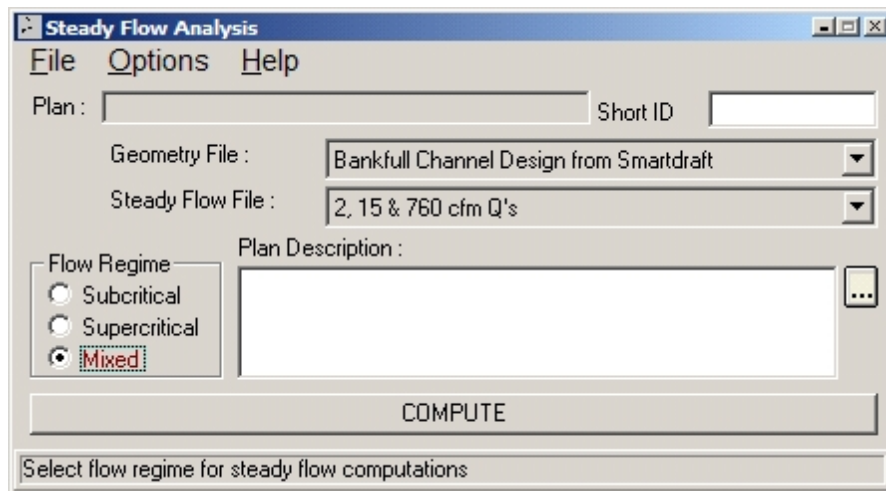 Steady Flow Analysis
File Options Help
Plan : Short ID
Geometry File : Bankfull Channel Design from Smartdraft
Steady Flow File : 2, 15 & 760 cfm Q's
Plan Description :
Flow Regime
Subcritical
Supercritical
Mixed
...
COMPUTE
Select flow regime for steady flow computations